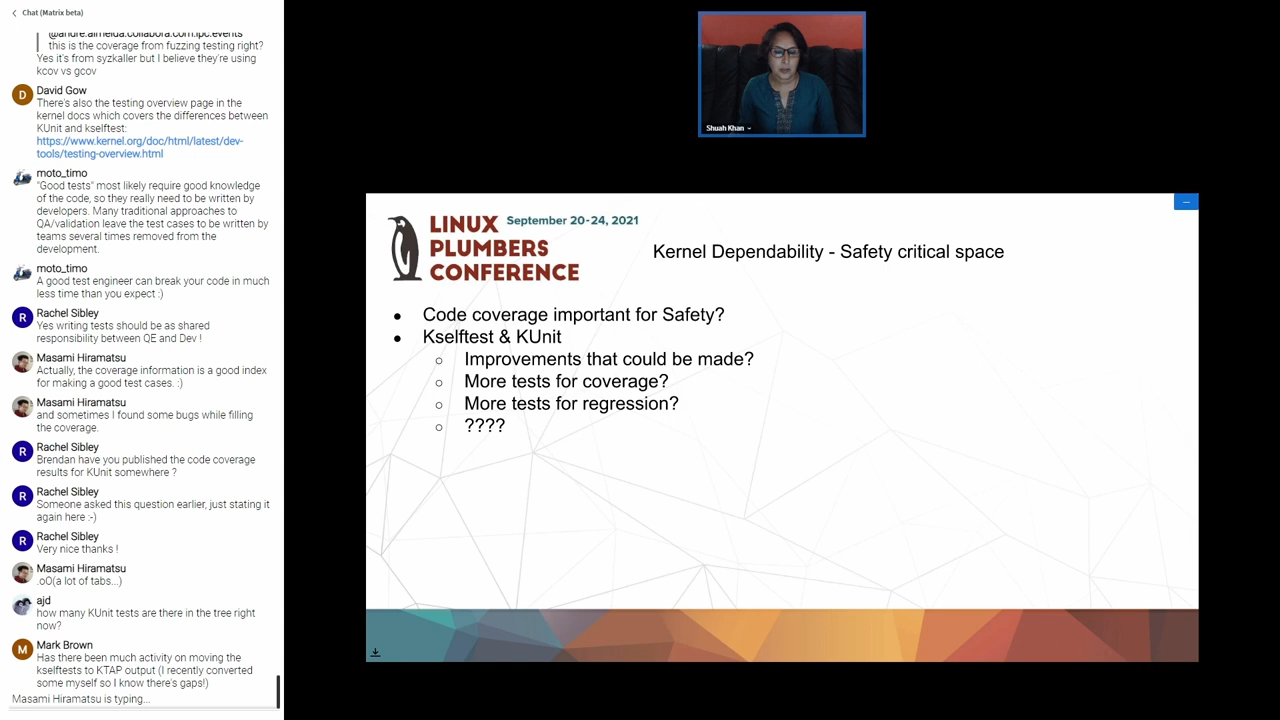 Chat (Matrix beta)
@andre.almeida:collabora.com.lpc.events
this is the coverage from fuzzing testing right?
Yes it's from syzkaller but I believe they're using
kcov vs gcov
D
David Gow
There's also the testing overview page in the
kernel docs which covers the differences between
KUnit and kselftest:
https://www.kernel.org/doc/html/latest/dev-
tools/testing-overview.html
moto_timo
"Good tests" most likely require good knowledge
of the code, so they really need to be written by
developers. Many traditional approaches to
QA/validation leave the test cases to be written by
teams several times removed from the
development.
moto_timo
A good test engineer can break your code in much
less time than you expect :)
R
Rachel Sibley
Yes writing tests should be as shared
responsibility between QE and Dev !
Masami Hiramatsu
Actually, the coverage information is a good index
for making a good test cases. :)
Masami Hiramatsu
and sometimes I found some bugs while filling
the coverage.
R
Rachel Sibley
Brendan have you published the code coverage
results for KUnit somewhere ?
R
Rachel Sibley
Someone asked this question earlier, just stating it
again here :-)
R
Rachel Sibley
Very nice thanks !
Masami Hiramatsu
.oO(a lot of tabs...)
ajd
how many KUnit tests are there in the tree right
now?
M
Mark Brown
Has there been much activity on moving the
kselftests to KTAP output (I recently converted
some myself so I know there's gaps!)
Masami Hiramatsu is typing...
Shuah Khan
LINUX
PLUMBERS
CONFERENCE
September 20-24, 2021
Kernel Dependability - Safety critical space
● Code coverage important for Safety?
● Kselftest & KUnit
○ Improvements that could be made?
○ More tests for coverage?
○ More tests for regression?
○ ????